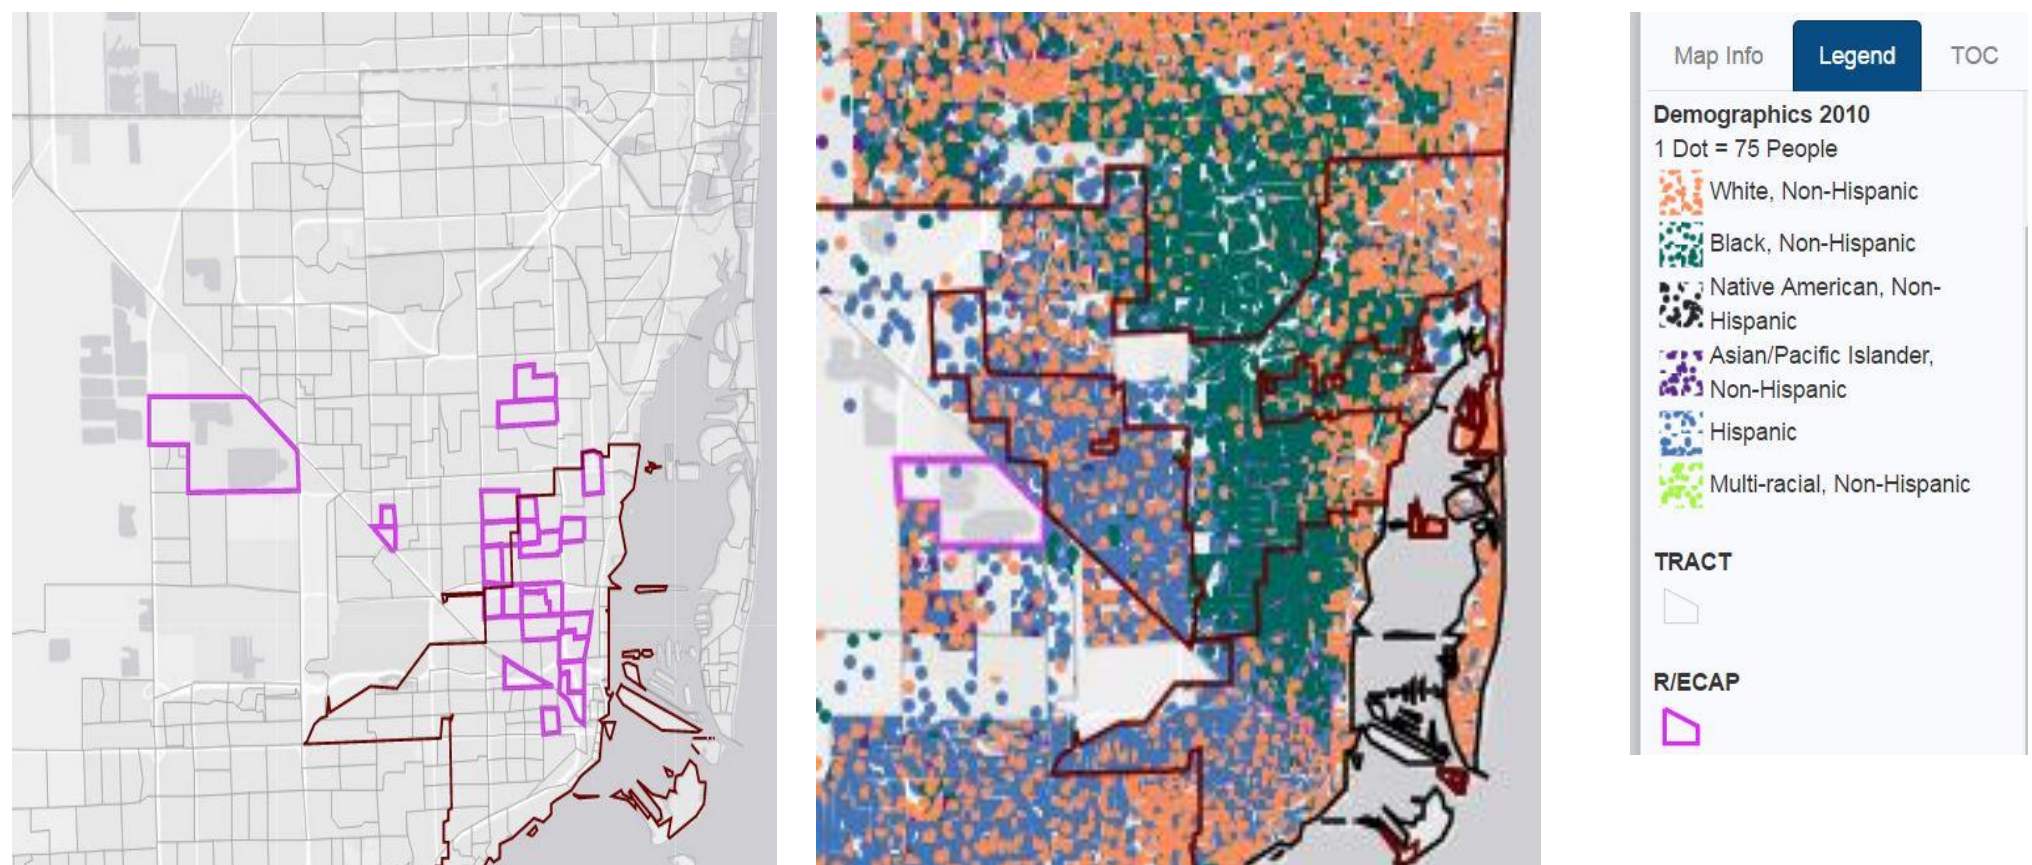 Map Info
Legend
TOC
Demographics 2010
1 Dot = 75 People
White, Non-Hispanic
Black, Non-Hispanic
Native American, Non-
Hispanic
Asian/Pacific Islander,
Non-Hispanic
Hispanic
Multi-racial, Non-Hispanic
TRACT
R/ECAP